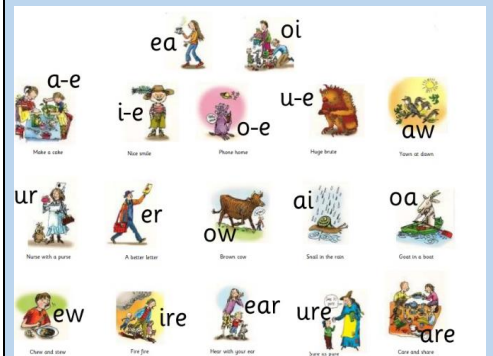 ea oi
a-e i-e o-e u-e aw
Make a cake Nice smile Phone home Huge brute Yawn at dawn
ur er ow ai oa
Nurse with a purse A better letter Brown cow Snail in the rain Goat in a boat
ew ire ear ure are
Chew and stew Fire fire Hear with your ear Care and share